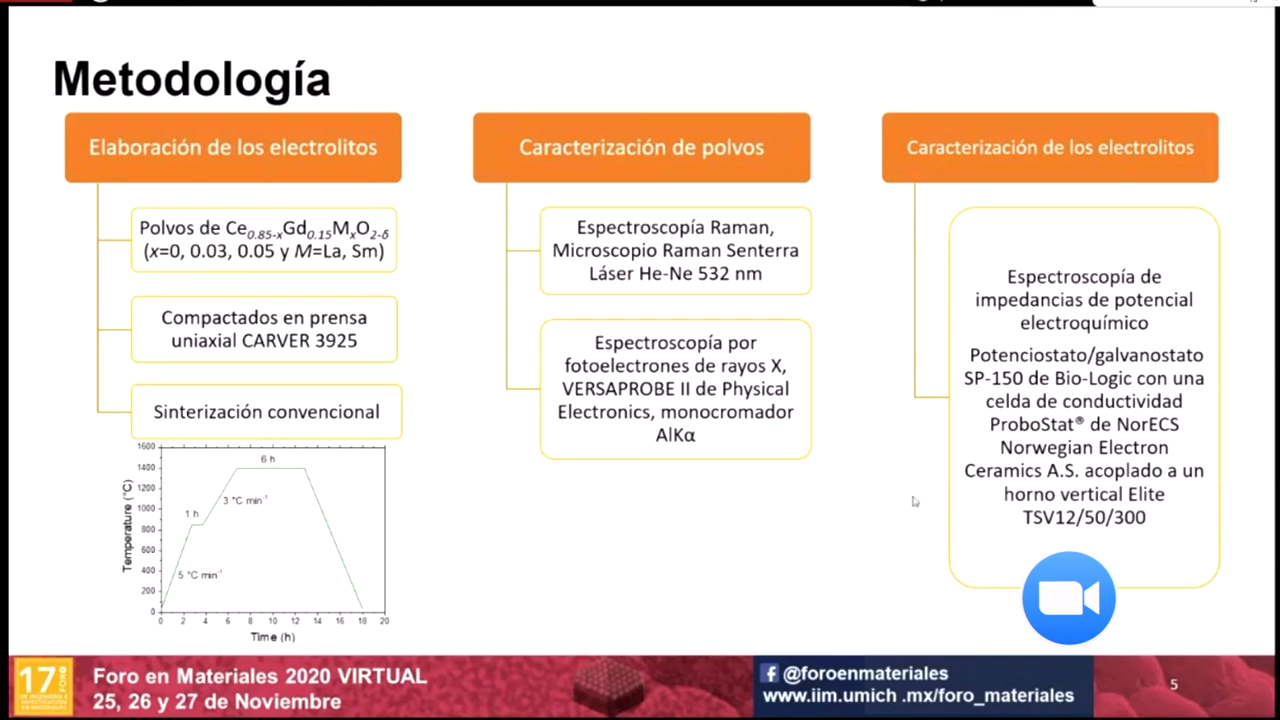 Metodología
Elaboración de los electrolitos
Polvos de Ce0.85-xGd0.15MxO2-δ
(x=0, 0.03, 0.05 y M=La, Sm)
Compactados en prensa
uniaxial CARVER 3925
Sinterización convencional
1600
1400
1200
1000
800
600
400
200
0
Temperature (°C)
6 h
3 °C min-1
1 h
5 °C min-1
0 2 4 6 8 10 12 14 16 18 20
Time (h)
Caracterización de polvos
Espectroscopía Raman,
Microscopio Raman Senterra
Láser He-Ne 532 nm
Espectroscopía por
fotoelectrones de rayos X,
VERSAPROBE II de Physical
Electronics, monocromador
AlKα
Caracterización de los electrolitos
Espectroscopía de
impedancias de potencial
electroquímico
Potenciostato/galvanostato
SP-150 de Bio-Logic con una
celda de conductividad
ProboStat® de NorECS
Norwegian Electron
Ceramics A.S. acoplado a un
horno vertical Elite
TSV12/50/300
17º
FORO
DE INGENIERÍA E
INVESTIGACIÓN
EN MATERIALES
Foro en Materiales 2020 VIRTUAL
25, 26 y 27 de Noviembre
f @foroenmateriales
www.iim.umich .mx/foro_materiales
5